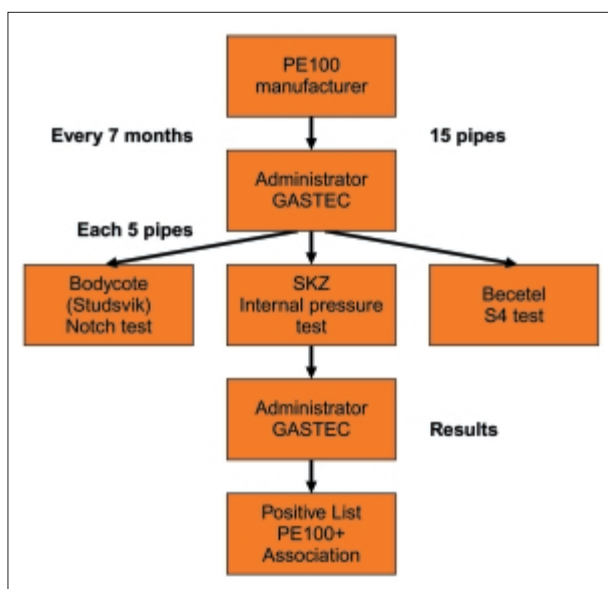 PE100
manufacturer
Every 7 months
15 pipes
Administrator
GASTEC
Each 5 pipes
Bodycote
(Studsvik)
Notch test
SKZ
Internal pressure
test
Becetel
S4 test
Administrator
GASTEC
Results
Positive List
PE100+
Association